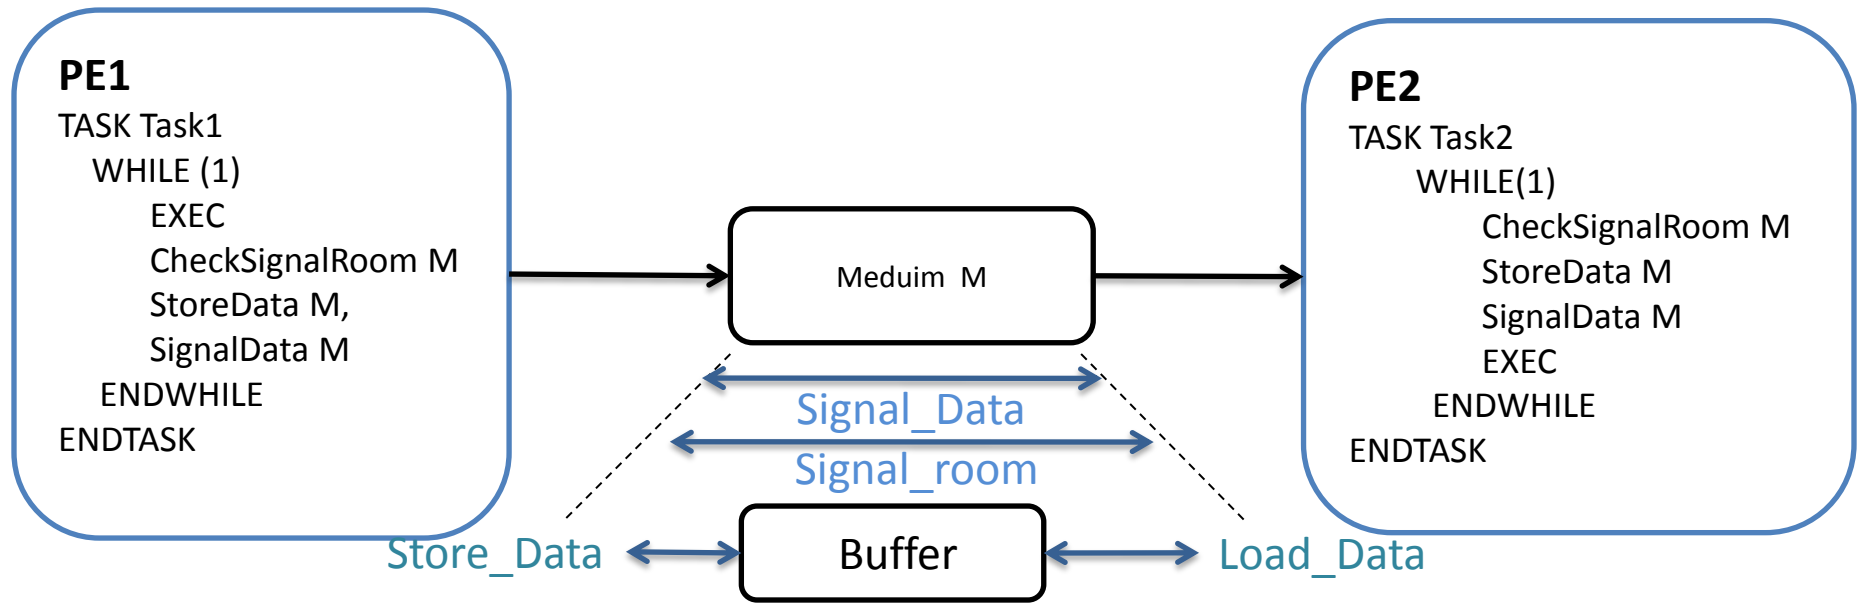 PE1
TASK Task1
WHILE (1)
EXEC
CheckSignalRoom M
StoreData M,
SignalData M
ENDWHILE
ENDTASK
Meduim M
Signal_Data
Signal_room
Store_Data
Buffer
Load_Data
PE2
TASK Task2
WHILE(1)
CheckSignalRoom M
StoreData M
SignalData M
EXEC
ENDWHILE
ENDTASK